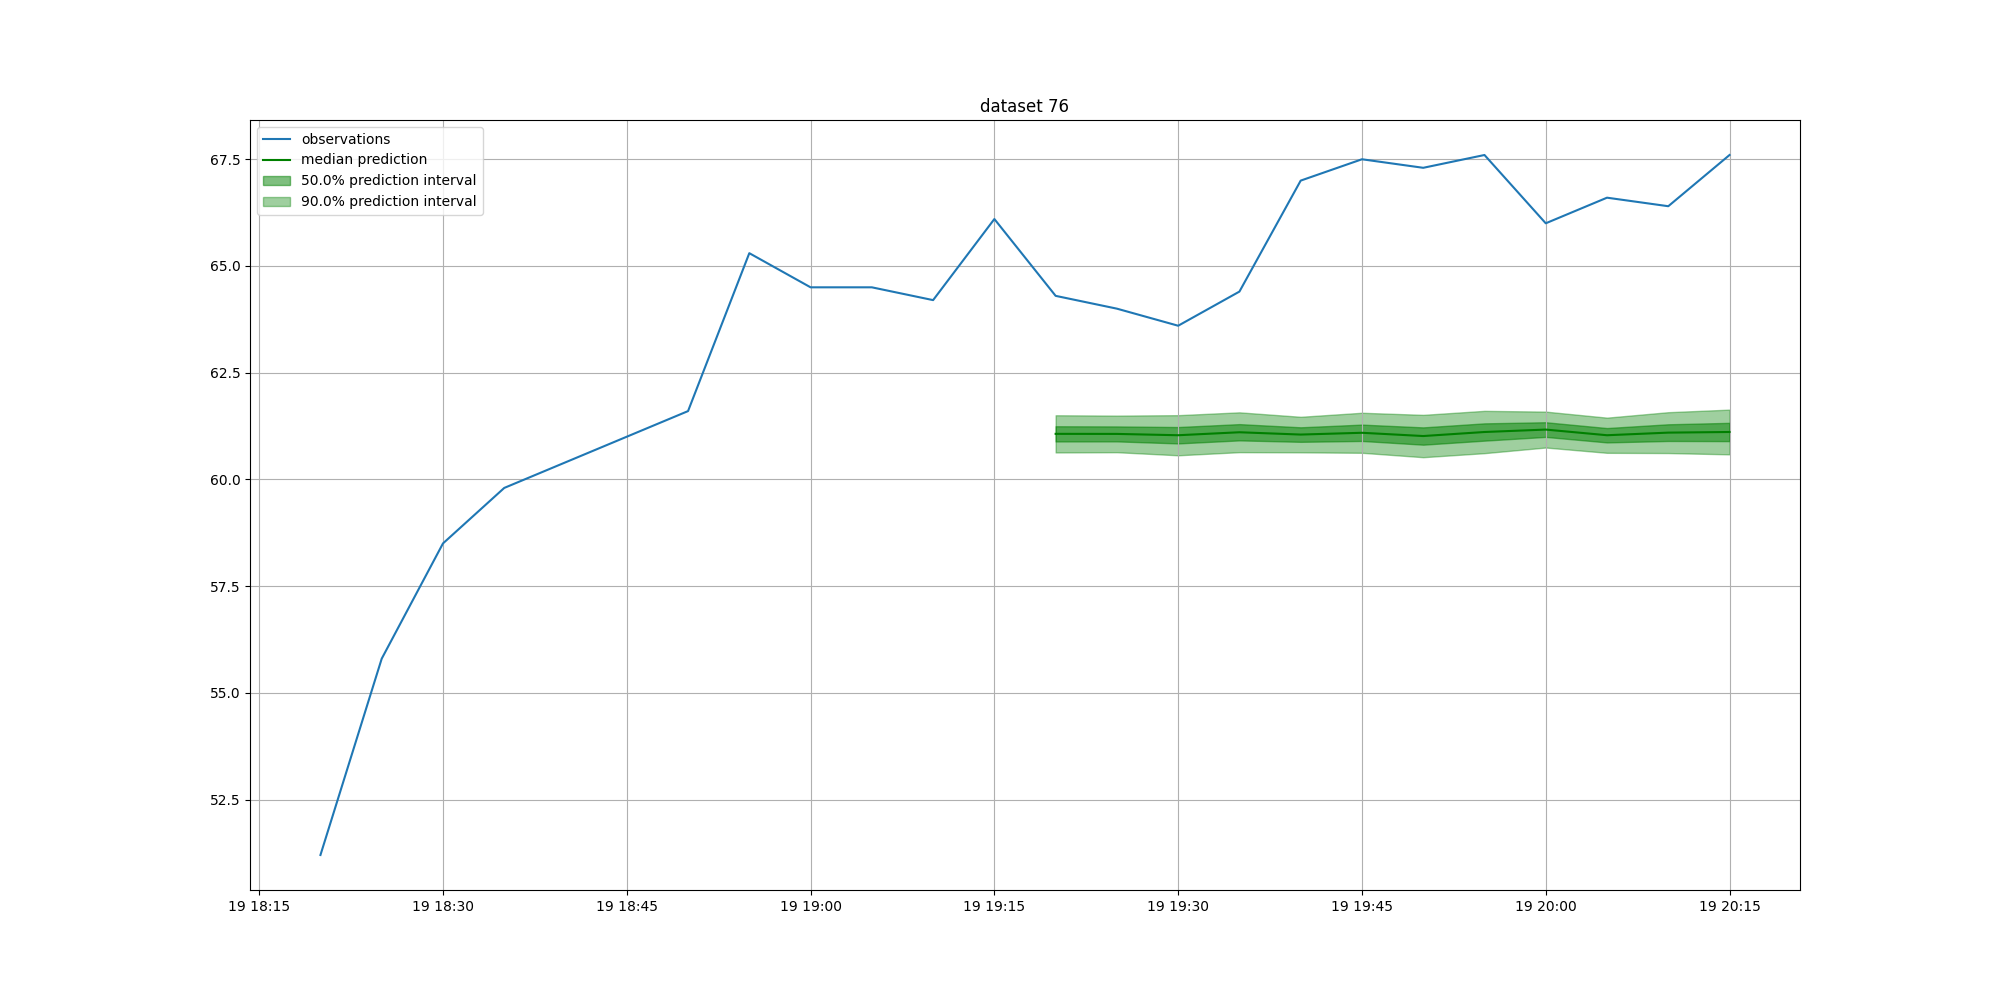 dataset 76
observations
median prediction
50.0% prediction interval
90.0% prediction interval
67.5
65.0
62.5
60.0
57.5
55.0
52.5
19 18:15 19 18:30 19 18:45 19 19:00 19 19:15 19 19:30 19 19:45 19 20:00 19 20:15